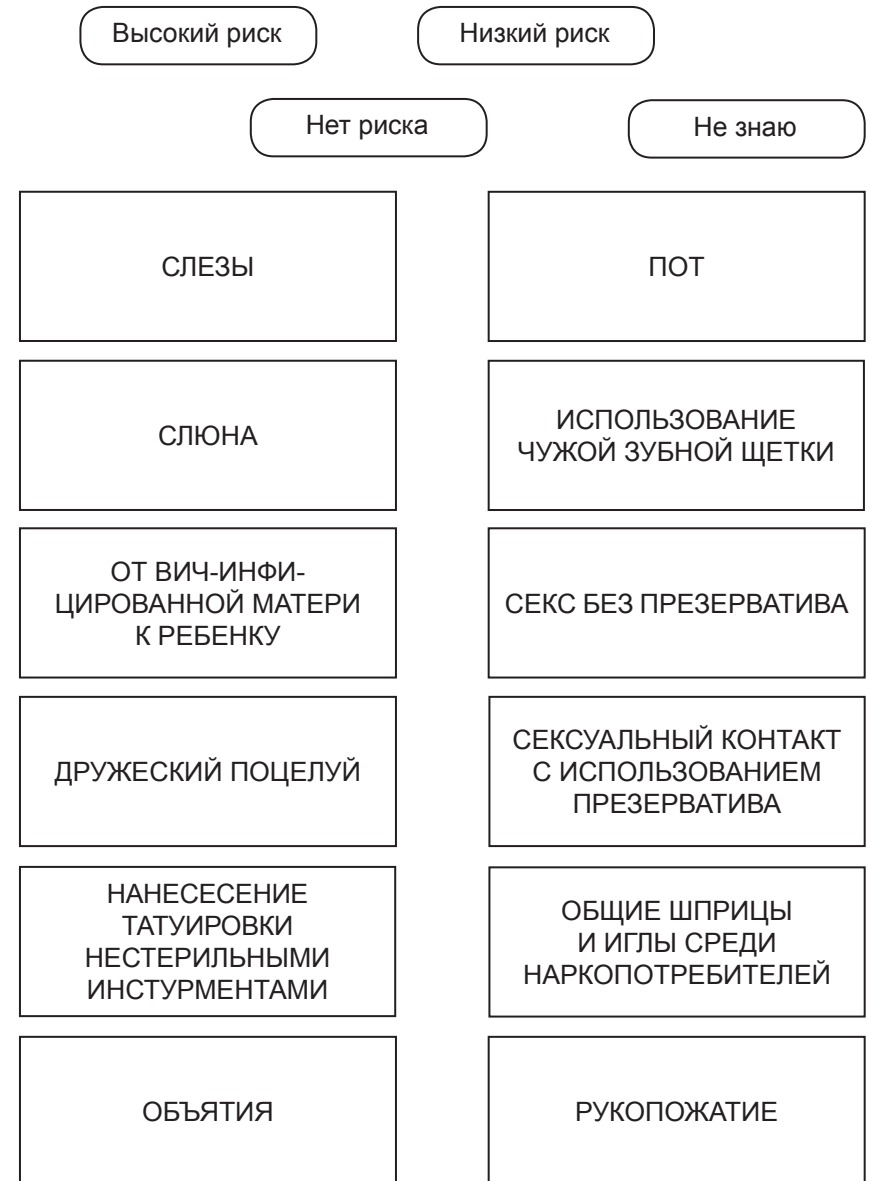 Высокий риск
Низкий риск
Нет риска
Не знаю
СЛЕЗЫ
ПОТ
СЛЮНА
ИСПОЛЬЗОВАНИЕ
ЧУЖОЙ ЗУБНОЙ ЩЕТКИ
ОТ ВИЧ-ИНФИ-
ЦИРОВАННОЙ МАТЕРИ
К РЕБЕНКУ
СЕКС БЕЗ ПРЕЗЕРВАТИВА
ДРУЖЕСКИЙ ПОЦЕЛУЙ
СЕКСУАЛЬНЫЙ КОНТАКТ
С ИСПОЛЬЗОВАНИЕМ
ПРЕЗЕРВАТИВА
НАНЕСЕСЕНИЕ
ТАТУИРОВКИ
НЕСТЕРИЛЬНЫМИ
ИНСТУРМЕНТАМИ
ОБЩИЕ ШПРИЦЫ
И ИГЛЫ СРЕДИ
НАРКОПОТРЕБИТЕЛЕЙ
ОБЪЯТИЯ
РУКОПОЖАТИЕ